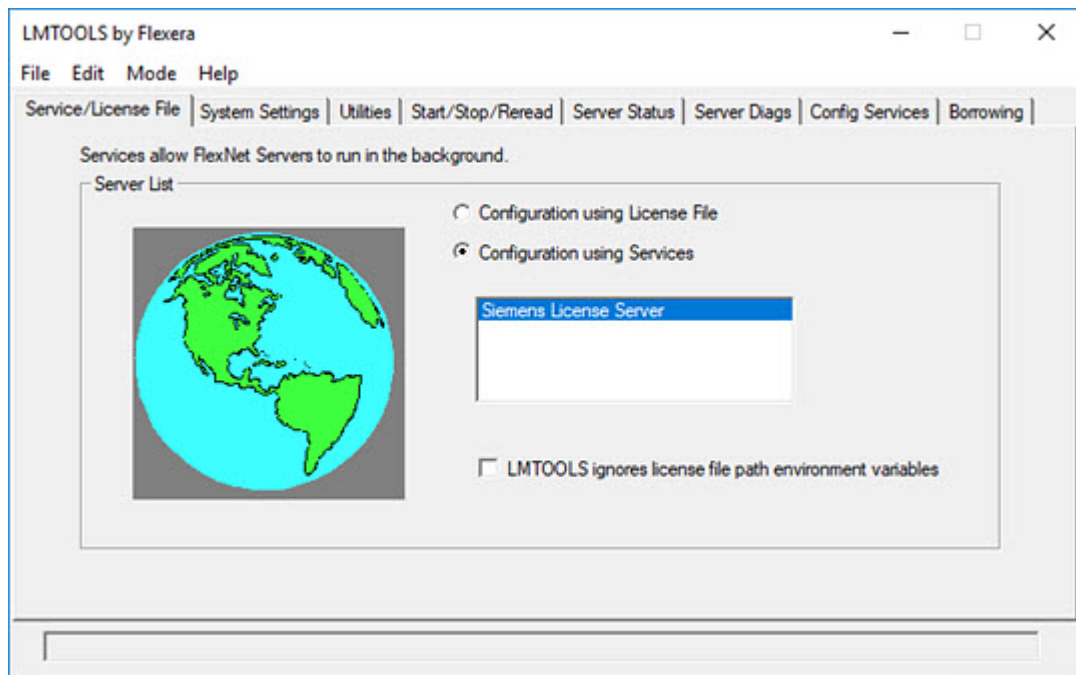 LMTOOLS by Flexera
File Edit Mode Help
Service/License File System Settings Utilities Start/Stop/Reread Server Status Server Diags Config Services Borrowing
Services allow FlexNet Servers to run in the background.
Server List
Configuration using License File
Configuration using Services
Siemens License Server
LMTOOLS ignores license file path environment variables